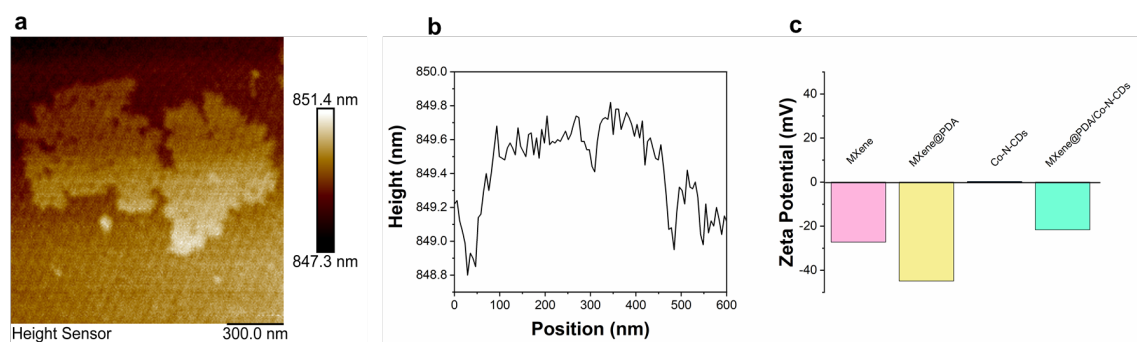 a
851.4 nm
847.3 nm
Height Sensor
300.0 nm
b
Height (nm)
850.0
849.8
849.6
849.4
849.2
849.0
848.8
0 100 200 300 400 500 600
Position (nm)
c
Zeta Potential (mV)
40
20
0
-20
-40
MXene
MXene@PDA
Co-N-CDs
MXene@PDA/Co-N-CDs